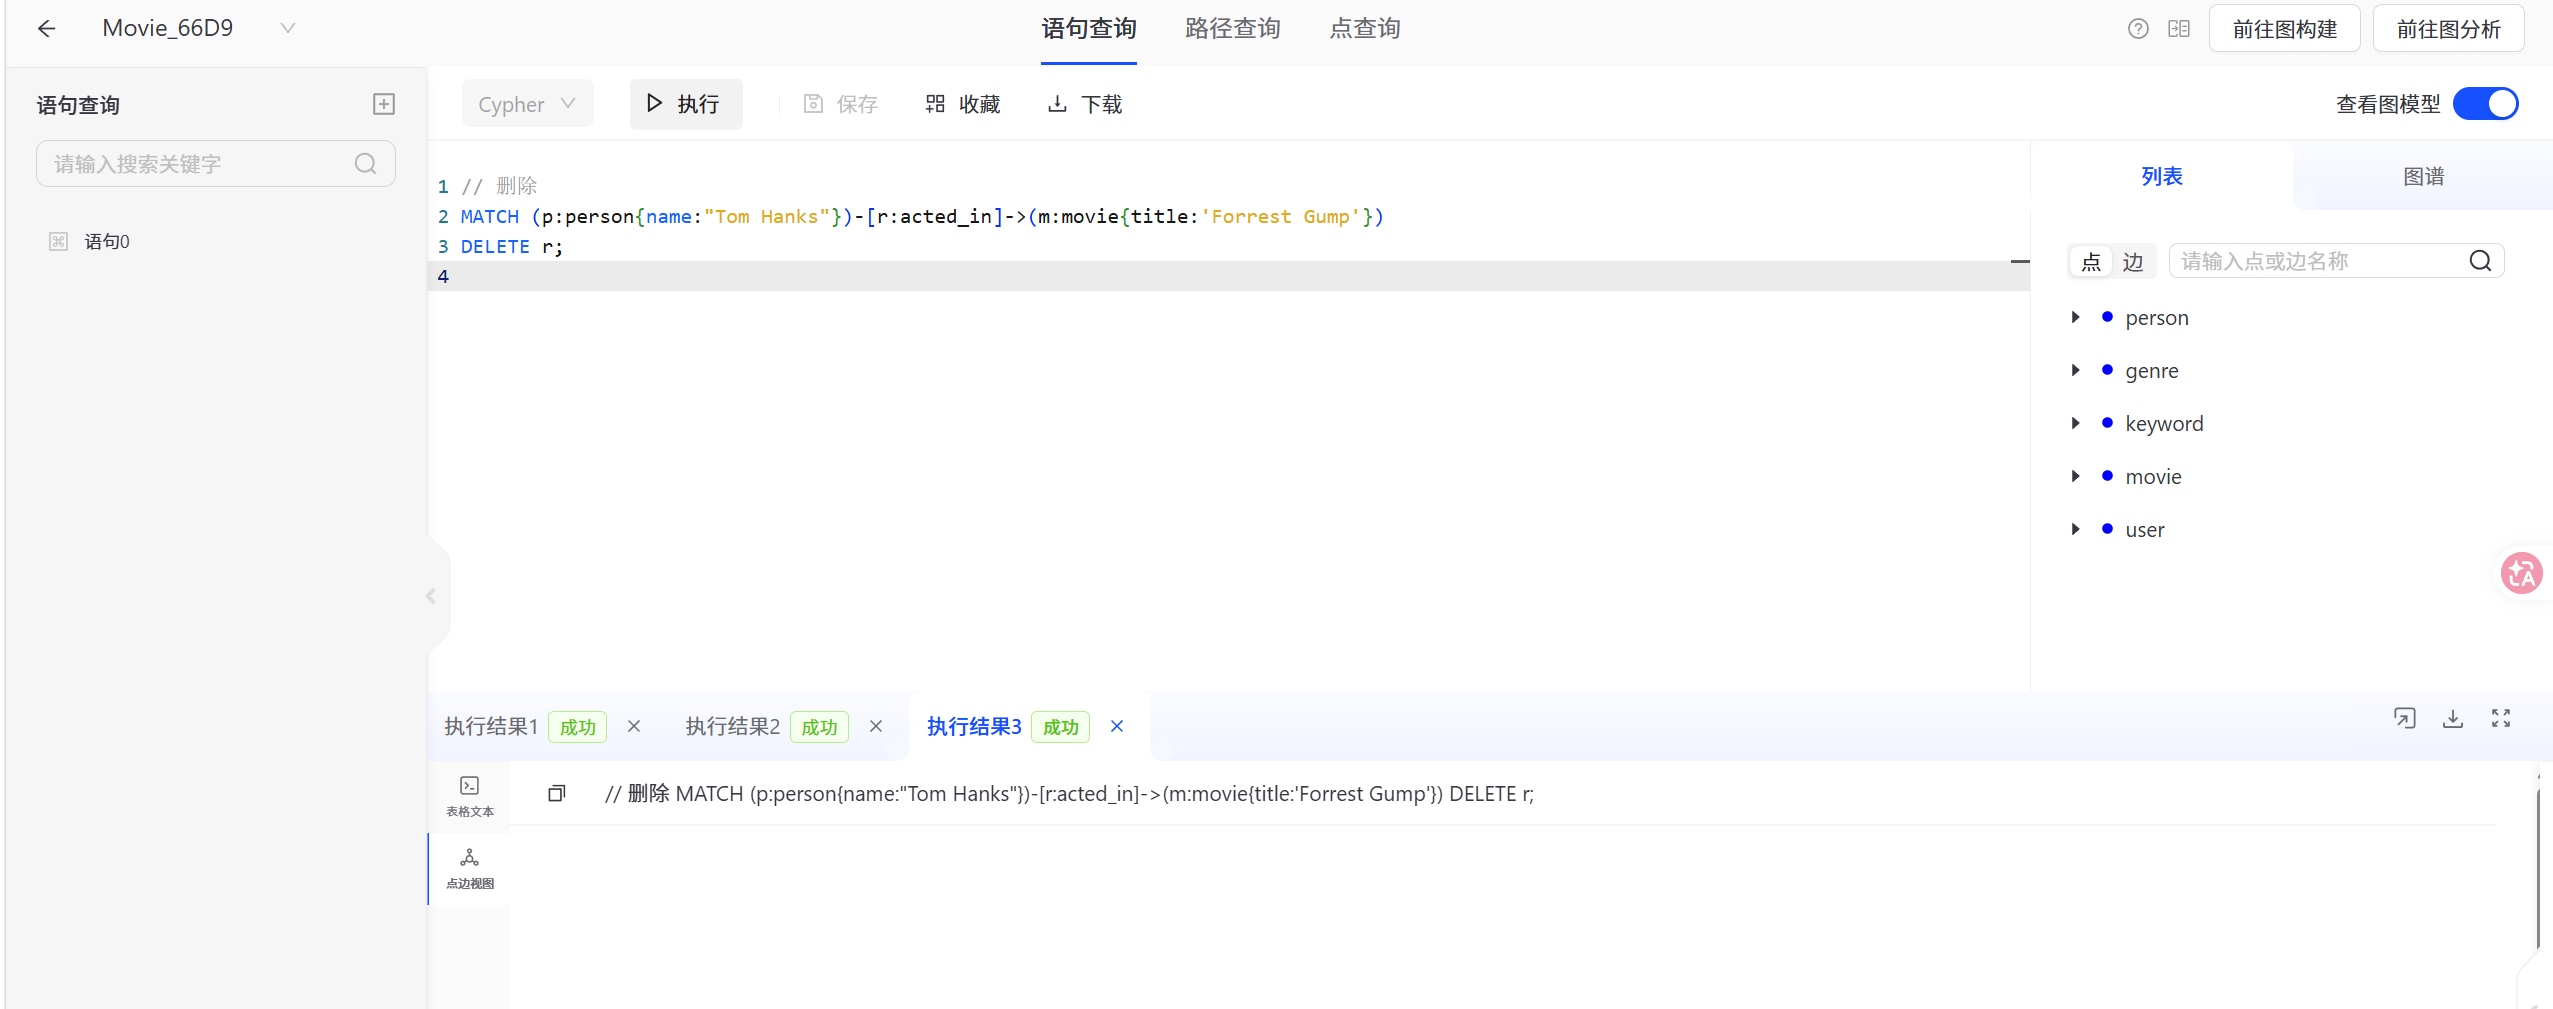 Movie_66D9
语句查询 路径查询 点查询
前往图构建 前往图分析
语句查询
请输入搜索关键字
语句0
Cypher 执行 保存 收藏 下载
查看图模型
1 // 删除
2 MATCH (p:person{name:"Tom Hanks"})-[r:acted_in]->(m:movie{title:'Forrest Gump'})
3 DELETE r;
4
列表 图谱
点 边 请输入点或边名称
person
genre
keyword
movie
user
执行结果1 成功 执行结果2 成功 执行结果3 成功
表格文本
点边视图
// 删除 MATCH (p:person{name:"Tom Hanks"})-[r:acted_in]->(m:movie{title:'Forrest Gump'}) DELETE r;